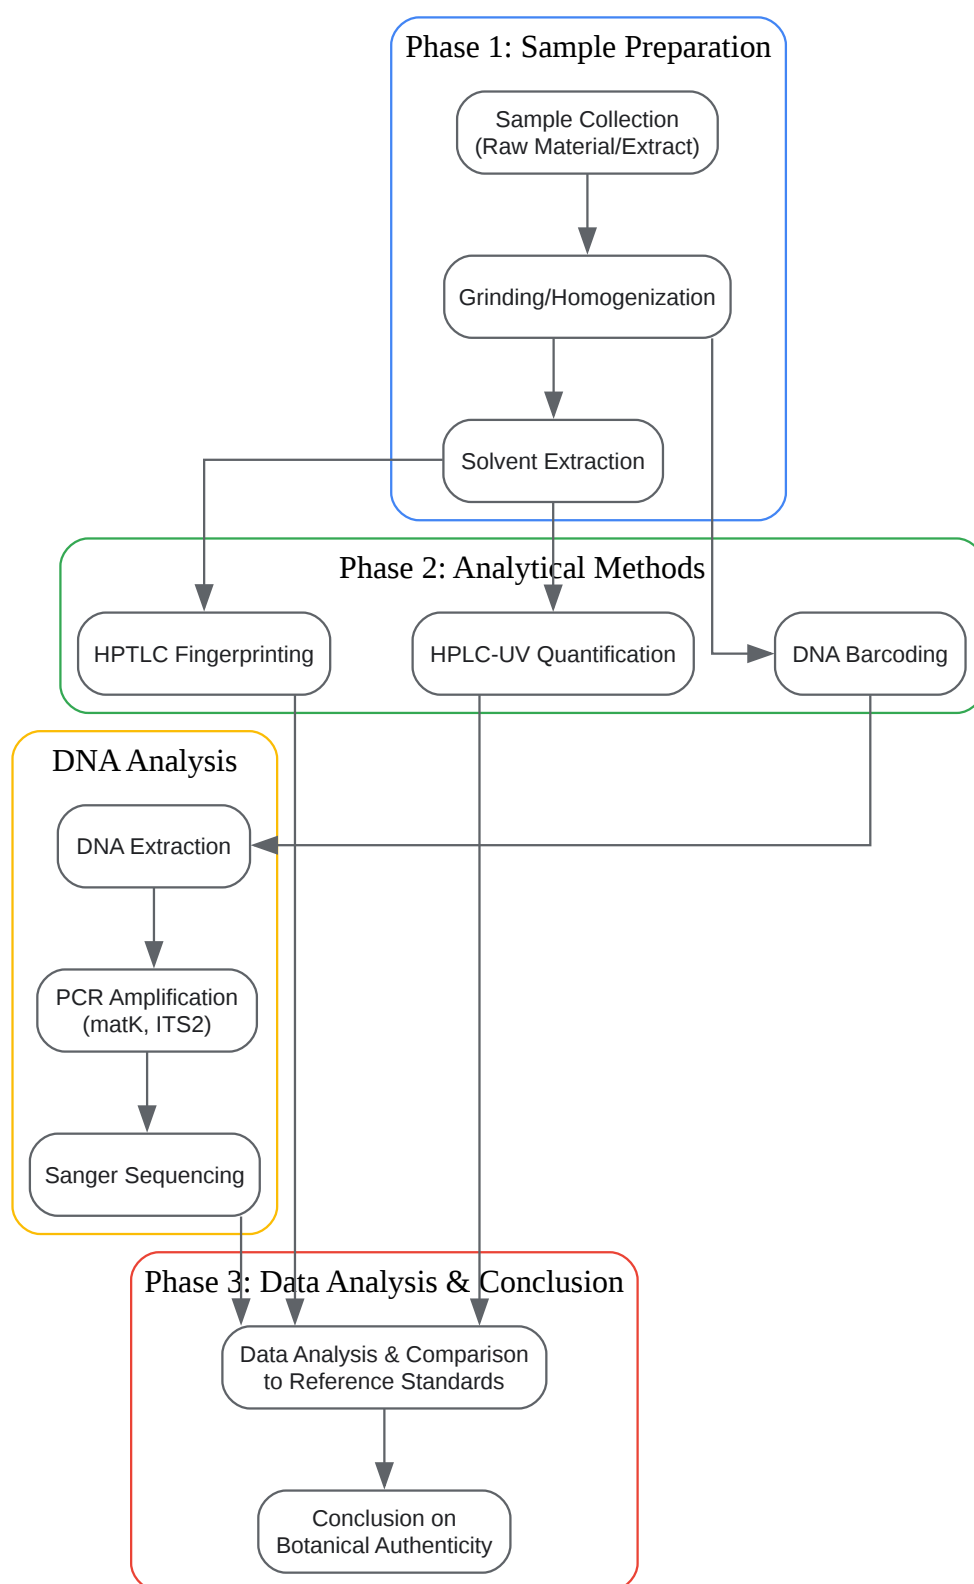 Phase 1: Sample Preparation
Sample Collection
(Raw Material/Extract)
Grinding/Homogenization
Solvent Extraction
Phase 2: Analytical Methods
HPTLC Fingerprinting
HPLC-UV Quantification
DNA Barcoding
DNA Analysis
DNA Extraction
PCR Amplification
(matK, ITS2)
Sanger Sequencing
Phase 3: Data Analysis & Conclusion
Data Analysis & Comparison
to Reference Standards
Conclusion on
Botanical Authenticity